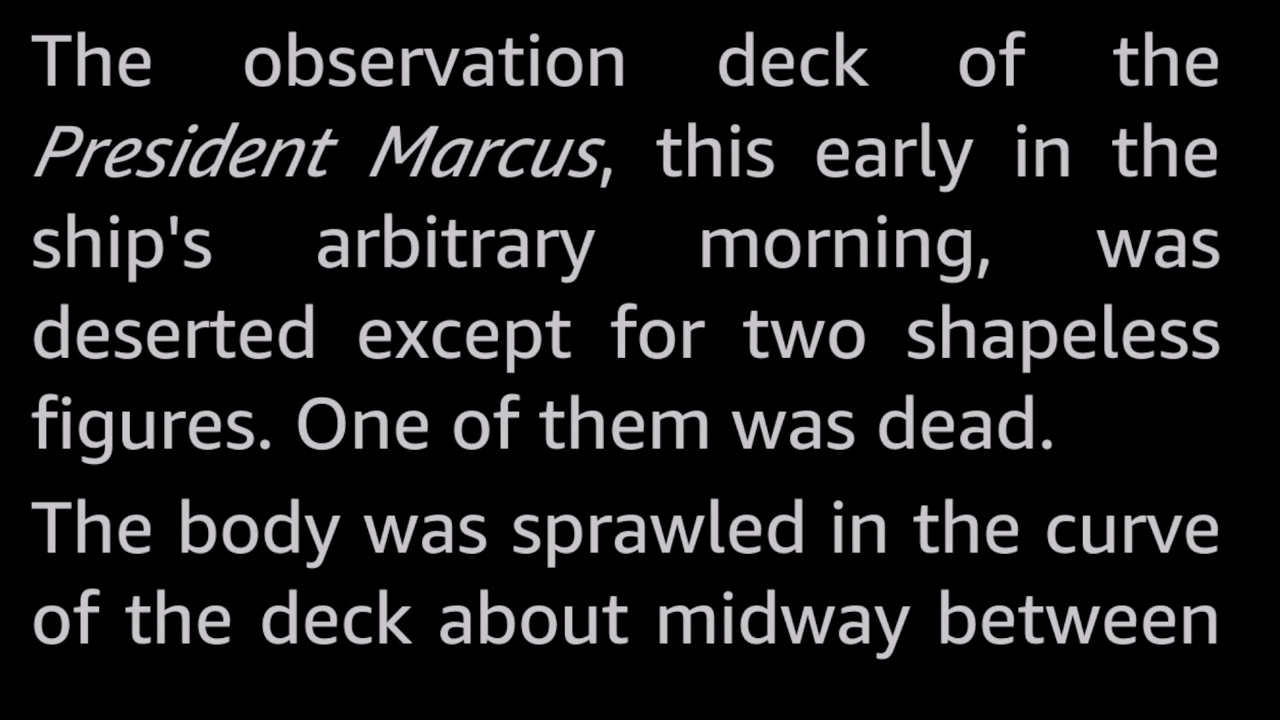 The observation deck of the
President Marcus, this early in the
ship's arbitrary morning, was
deserted except for two shapeless
figures. One of them was dead.
The body was sprawled in the curve
of the deck about midway between